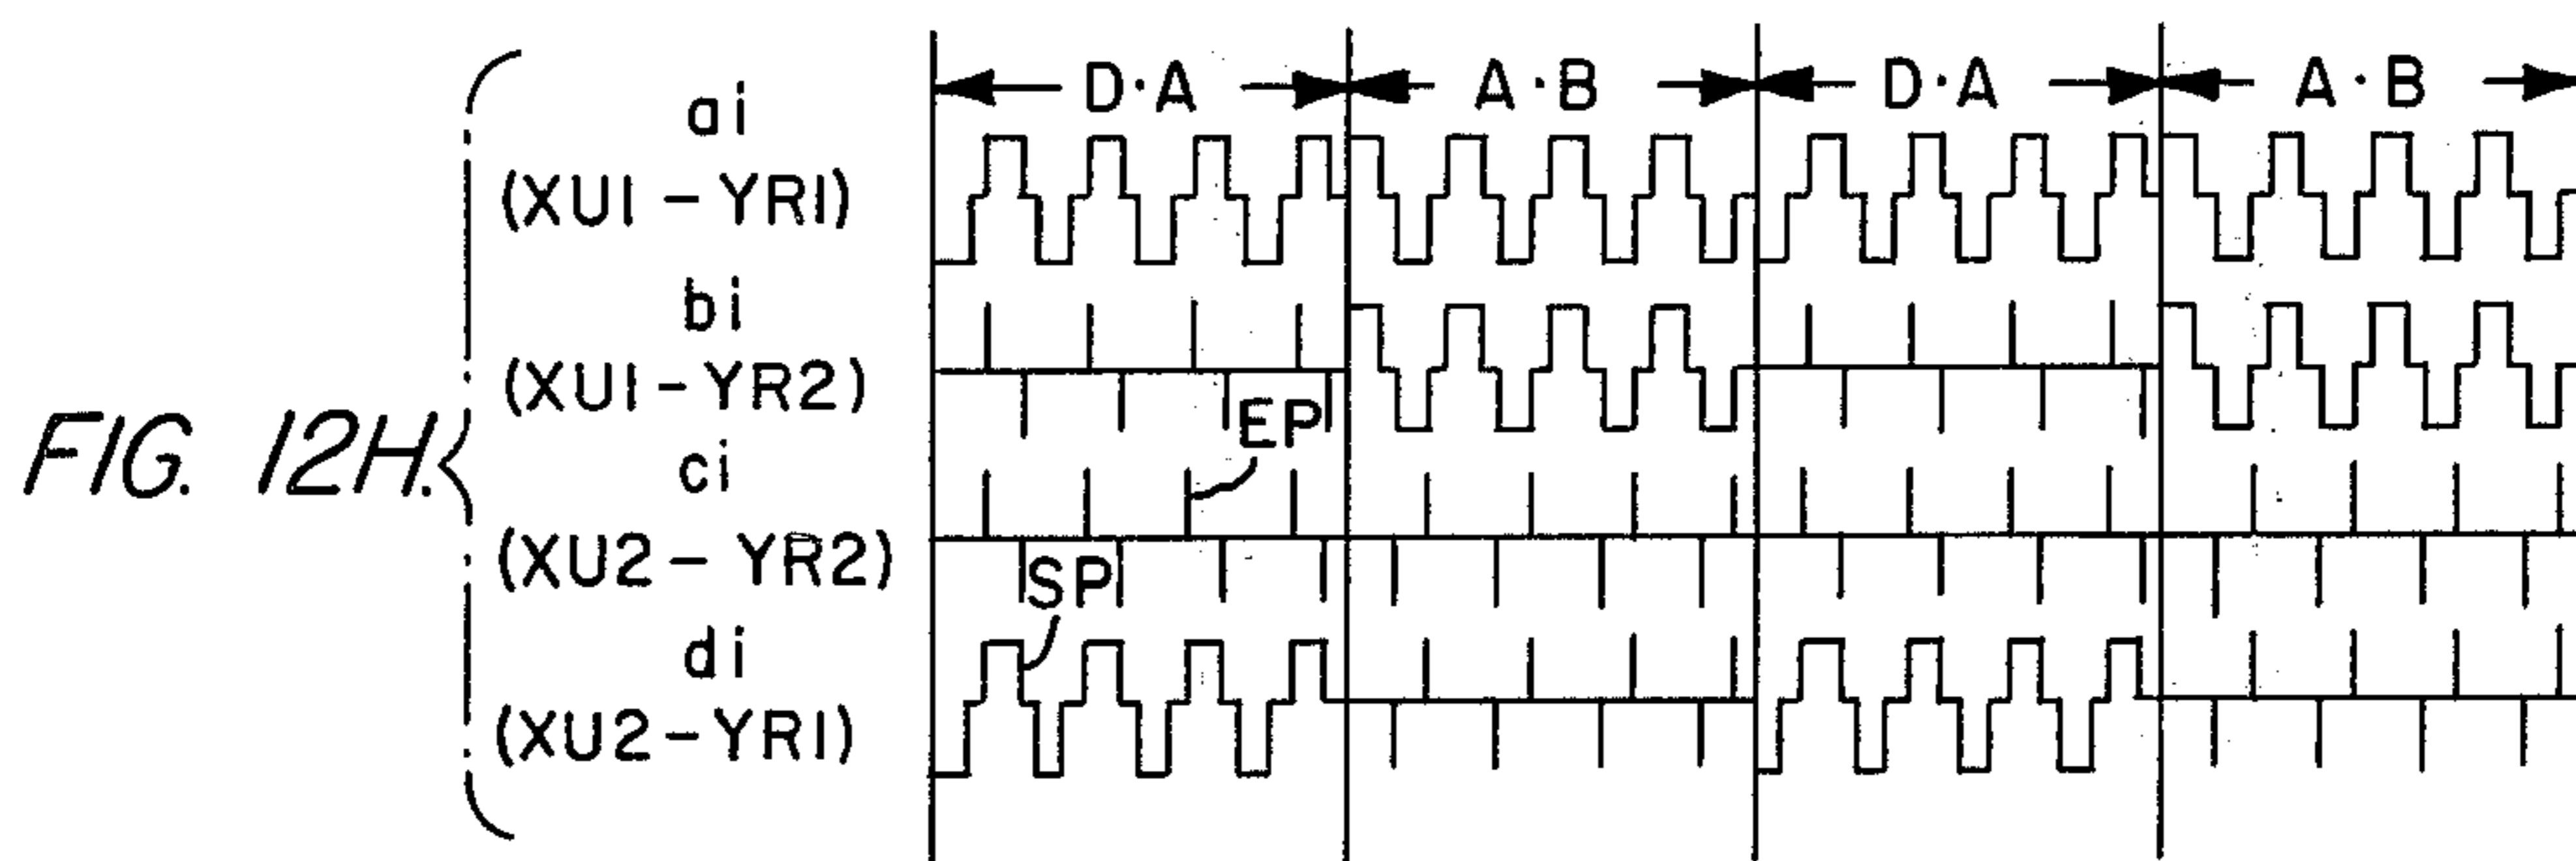 D·A A·B D·A A·B
ai
(XU1-YR1)
bi
(XU1-YR2)
EP
FIG. 12H.
ci
(XU2-YR2)
SP
di
(XU2-YR1)